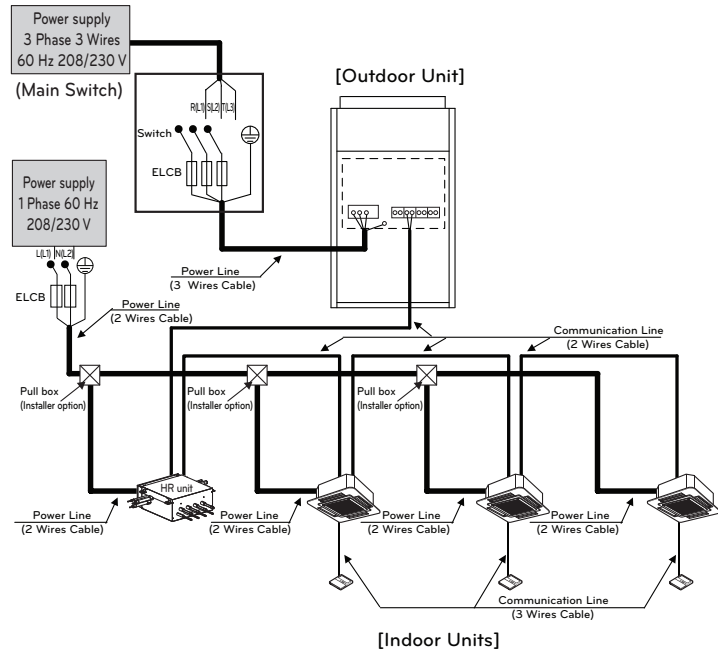 Power supply
3 Phase 3 Wires
60 Hz 208/230 V
(Main Switch)
[Outdoor Unit]
R(L1) S(L2) T(L3)
Switch
ELCB
Power supply
1 Phase 60 Hz
208/230 V
L(L1) N(L2)
ELCB
Power Line
(2 Wires Cable)
Power Line
(3 Wires Cable)
Communication Line
(2 Wires Cable)
Pull box
(Installer option)
Pull box
(Installer option)
Pull box
(Installer option)
HR unit
Power Line
(2 Wires Cable)
Power Line
(2 Wires Cable)
Power Line
(2 Wires Cable)
Power Line
(2 Wires Cable)
Communication Line
(3 Wires Cable)
[Indoor Units]